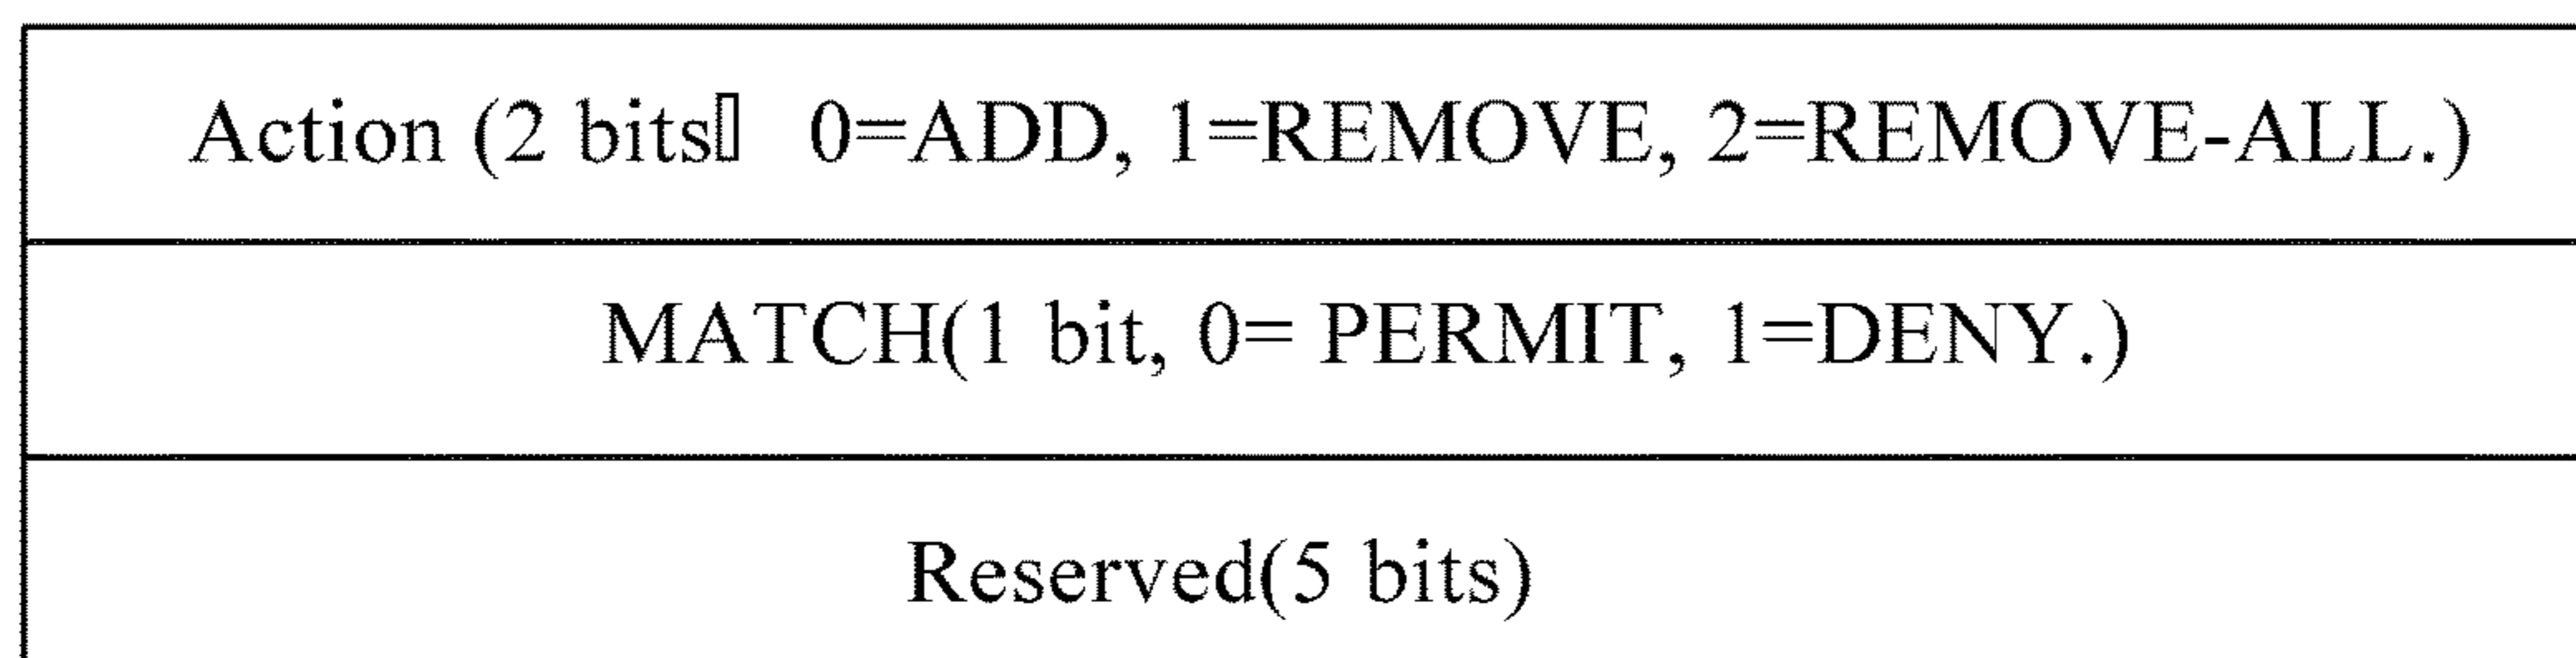 Action (2 bits▯ 0=ADD, 1=REMOVE, 2=REMOVE-ALL.)
MATCH(1 bit, 0= PERMIT, 1=DENY.)
Reserved(5 bits)